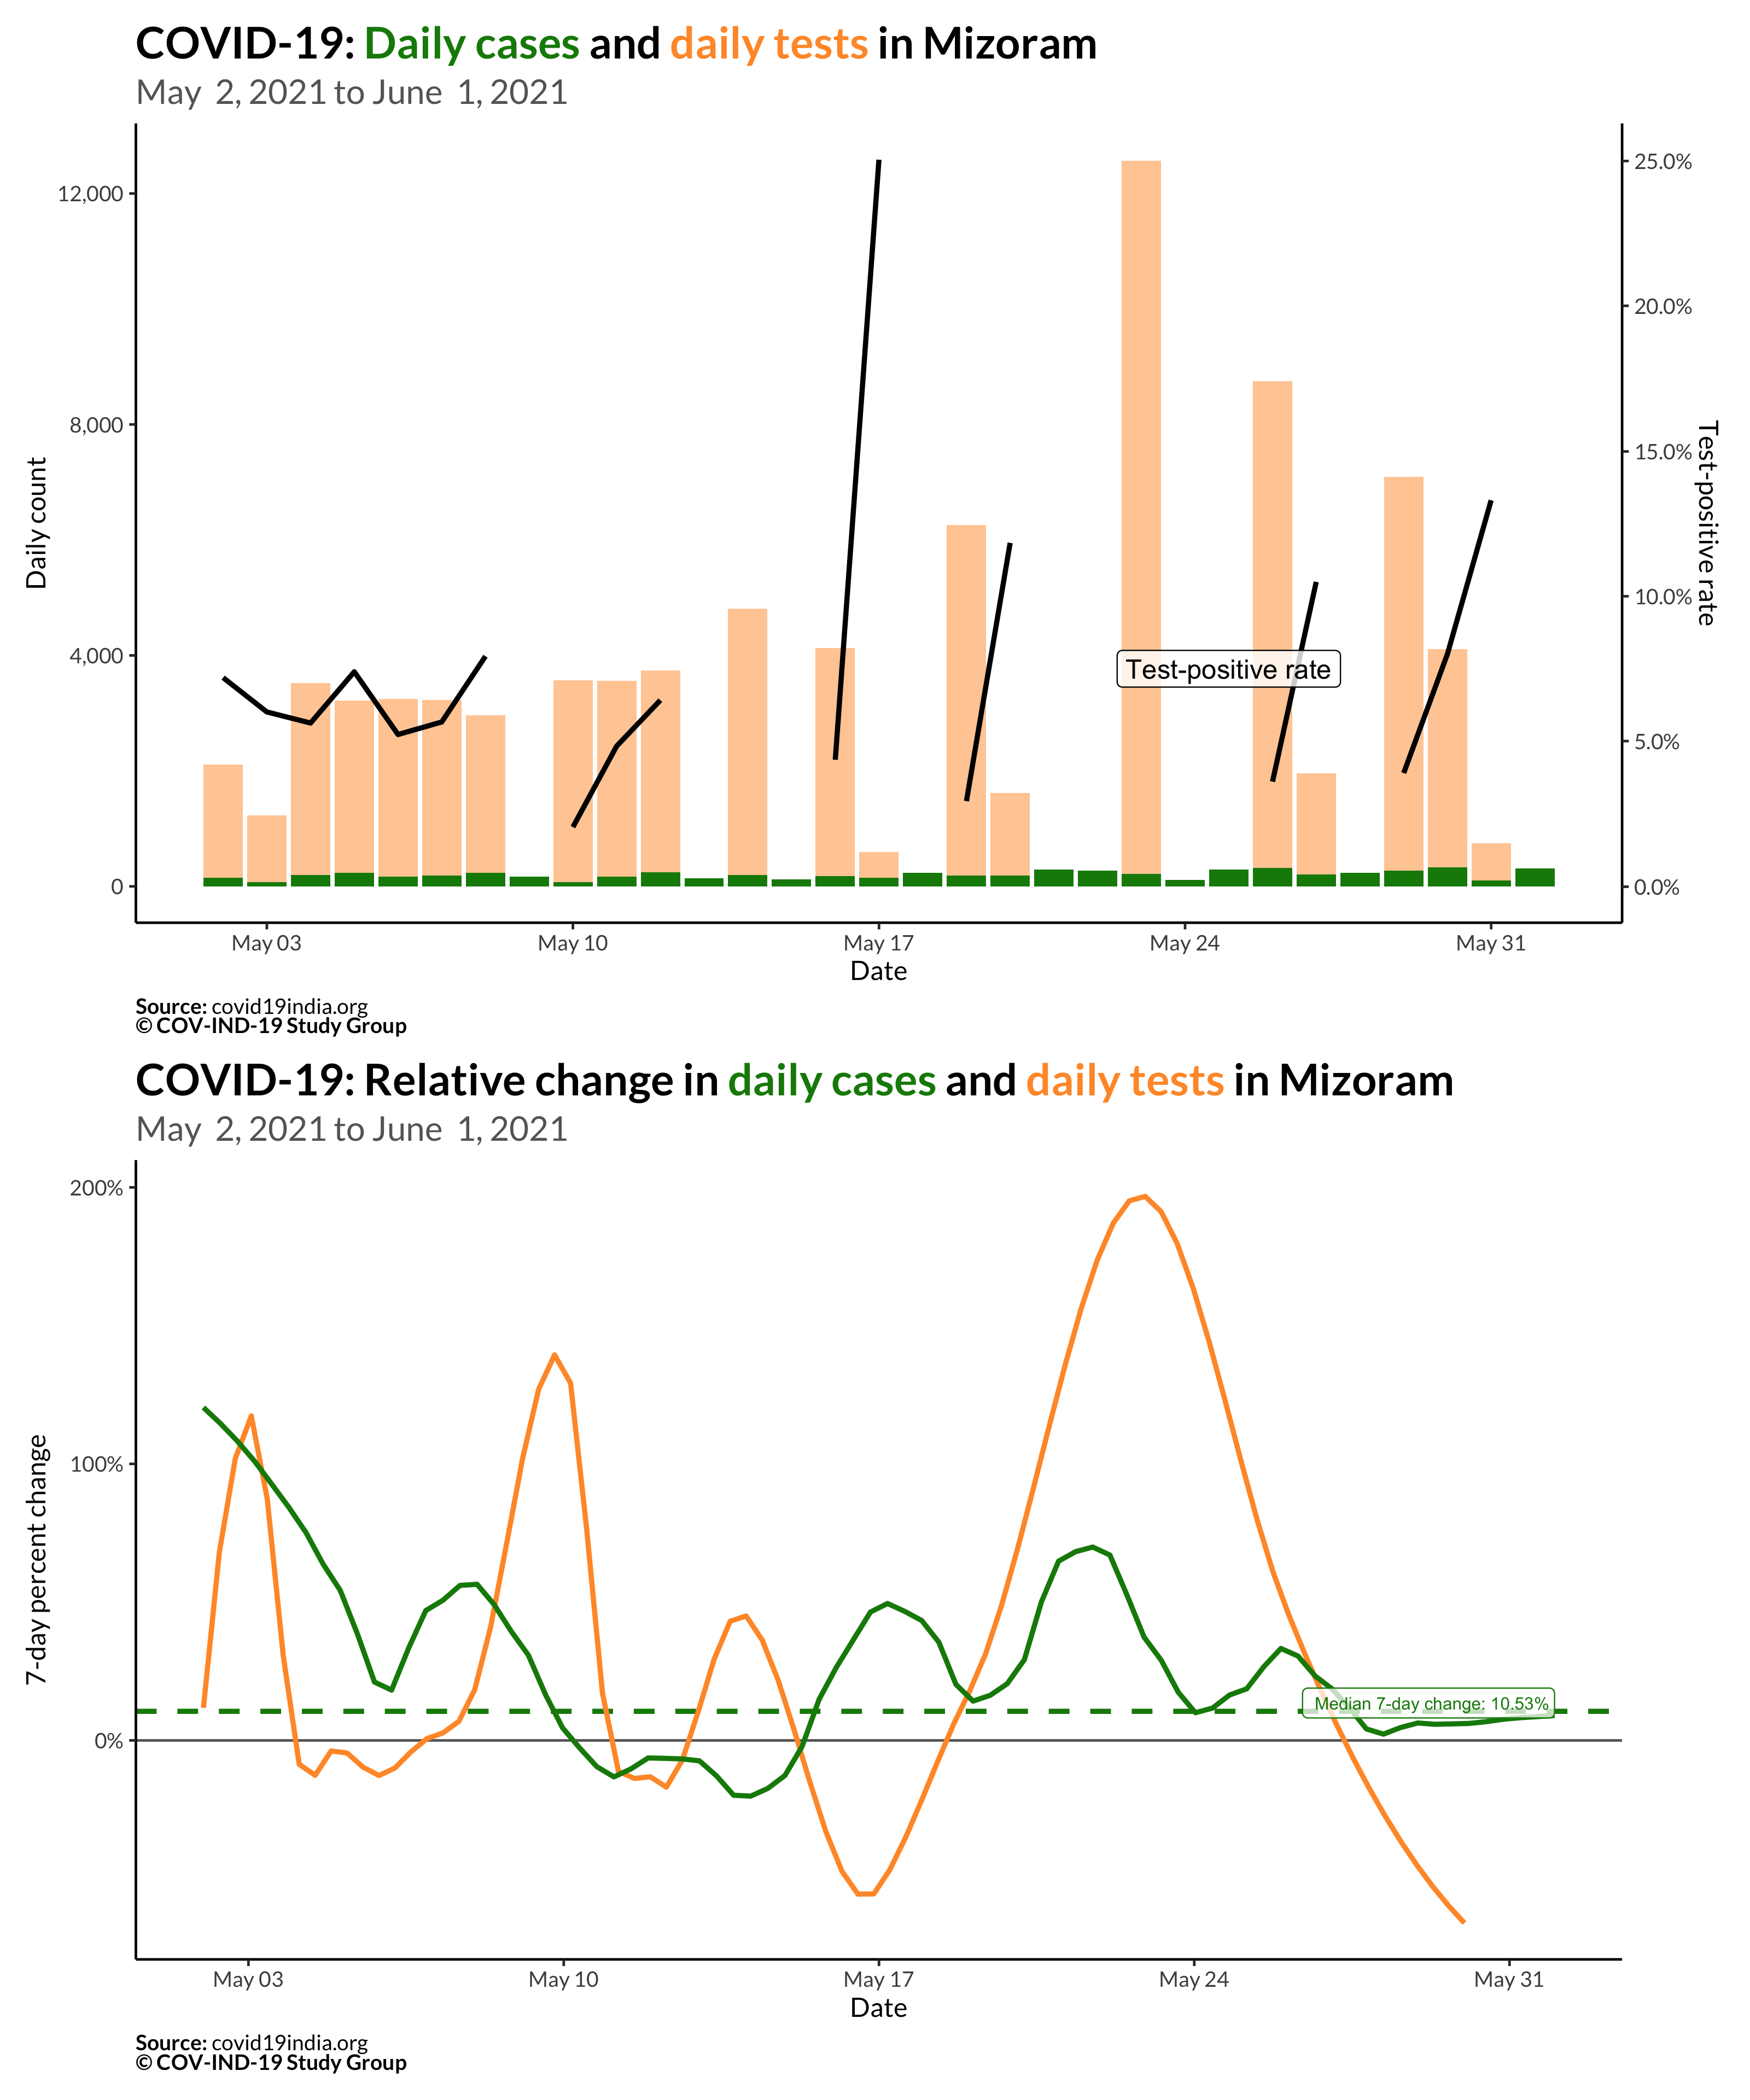 COVID-19: Daily cases and daily tests in Mizoram
May 2, 2021 to June 1, 2021
12,000
8,000
4,000
0
Daily count
25.0%
20.0%
15.0%
10.0%
5.0%
0.0%
Test-positive rate
Test-positive rate
May 03
May 10
May 17
May 24
May 31
Date
Source: covid19india.org
© COV-IND-19 Study Group
COVID-19: Relative change in daily cases and daily tests in Mizoram
May 2, 2021 to June 1, 2021
200%
100%
0%
7-day percent change
Median 7-day change: 10.53%
May 03
May 10
May 17
May 24
May 31
Date
Source: covid19india.org
© COV-IND-19 Study Group